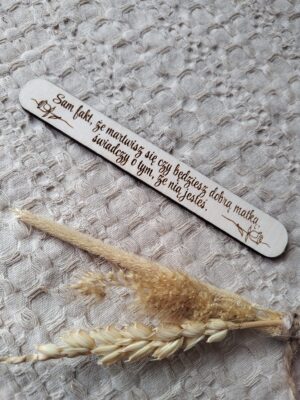 Sam fakt, że martwisz się czy będziesz dobrą matką,
świadczy o tym, że nią jesteś.